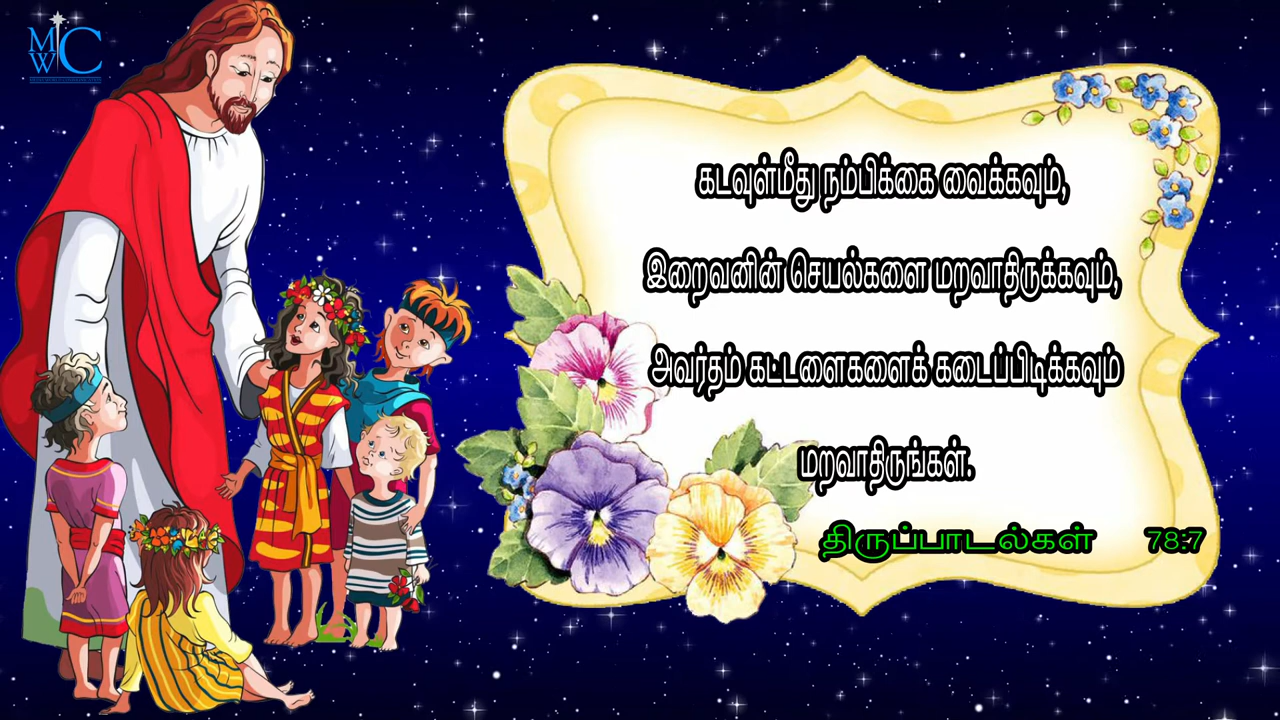 MWC
கடவுள்மீது நம்பிக்கை வைக்கவும்,
இறைவனின் செயல்களை மறவாதிருக்கவும்,
அவர்தம் கட்டளைகளைக் கடைப்பிடிக்கவும்
மறவாதிருங்கள்.
திருப்பாடல்கள் 78:7